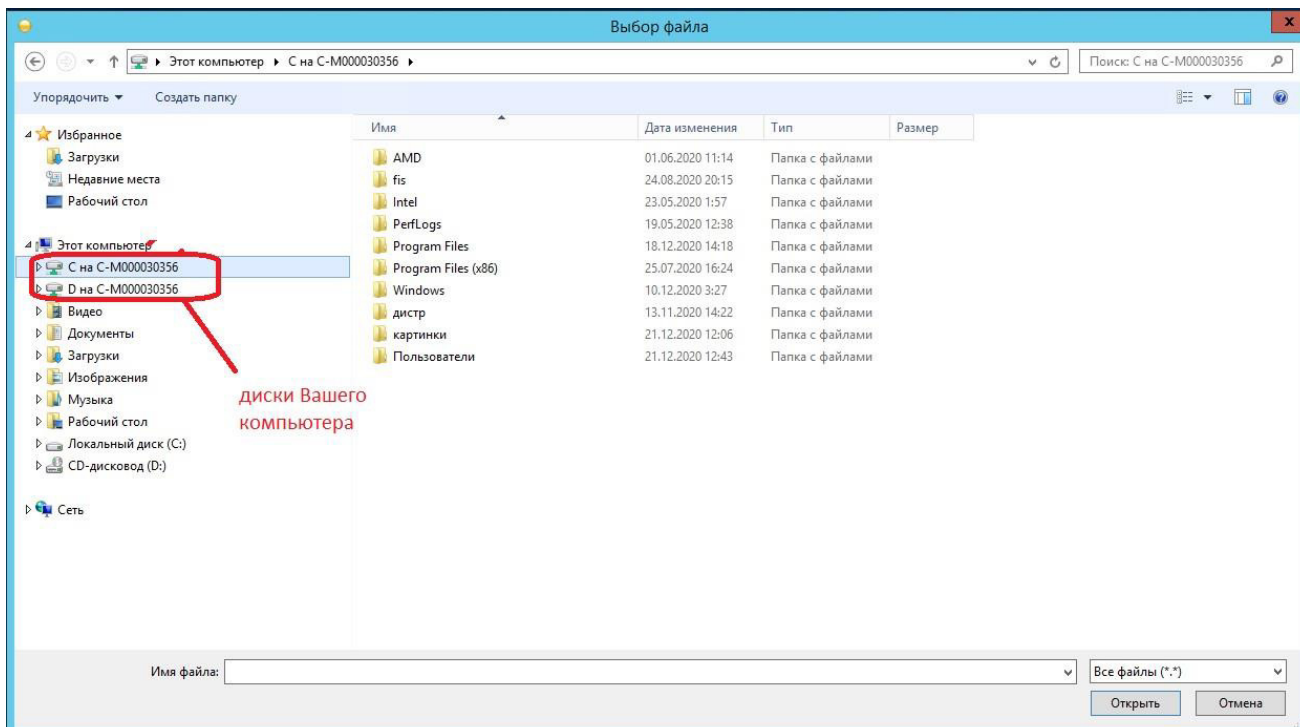 Выбор файла
Этот компьютер С на С-М000030356
Поиск: С на С-М000030356
Упорядочить Создать папку
Избранное
Загрузки
Недавние места
Рабочий стол
Этот компьютер
С на С-М000030356
D на С-М000030356
Видео
Документы
Загрузки
Изображения
Музыка
Рабочий стол
Локальный диск (C:)
CD-дисковод (D:)
Сеть
диски Вашего
компьютера
Имя Дата изменения Тип Размер
AMD 01.06.2020 11:14 Папка с файлами
fis 24.08.2020 20:15 Папка с файлами
Intel 23.05.2020 1:57 Папка с файлами
PerfLogs 19.05.2020 12:38 Папка с файлами
Program Files 18.12.2020 14:18 Папка с файлами
Program Files (x86) 25.07.2020 16:24 Папка с файлами
Windows 10.12.2020 3:27 Папка с файлами
дистр 13.11.2020 14:22 Папка с файлами
картинки 21.12.2020 12:06 Папка с файлами
Пользователи 21.12.2020 12:43 Папка с файлами
Имя файла:
Все файлы (*.*)
Открыть Отмена